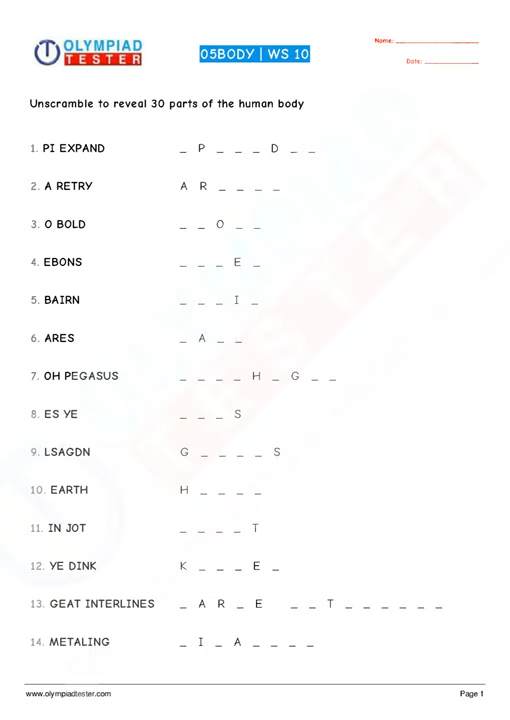 OLYMPIAD
TESTER
05BODY | WS 10
Name: ____________
Date: ____________
Unscramble to reveal 30 parts of the human body
1. PI EXPAND _ P _ _ _ D _ _
2. A RETRY A R _ _ _ _
3. O BOLD _ _ O _ _
4. EBONS _ _ _ E _
5. BAIRN _ _ _ I _
6. ARES _ A _ _
7. OH PEGASUS _ _ _ _ H _ G _ _
8. ES YE _ _ _ S
9. LSAGDN G _ _ _ _ S
10. EARTH H _ _ _ _
11. IN JOT _ _ _ _ T
12. YE DINK K _ _ _ E _
13. GEAT INTERLINES _ A R _ E _ _ T _ _ _ _ _ _
14. METALING _ I _ A _ _ _ _
www.olympiadtester.com
Page 1